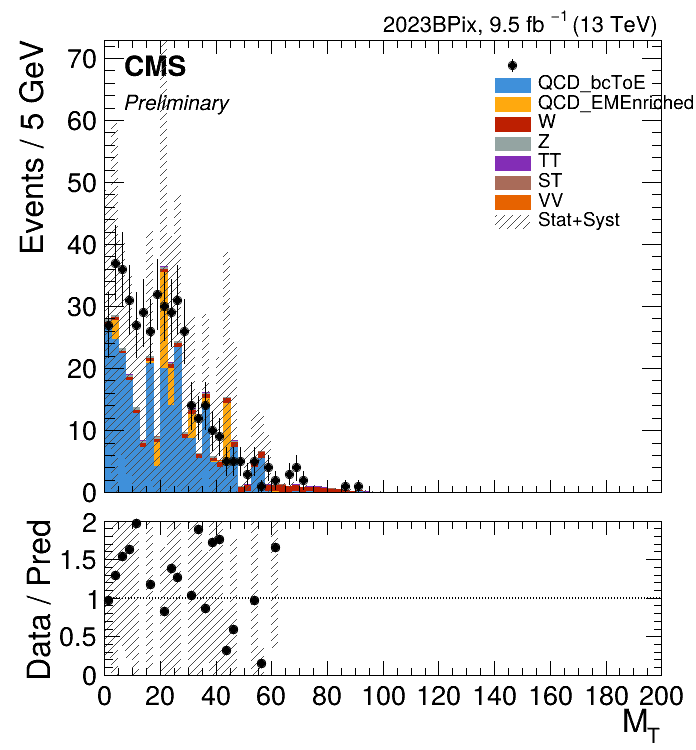 2023BPix, 9.5 fb⁻¹ (13 TeV)
CMS
Preliminary
QCD_bcToE
QCD_EMEnriched
W
Z
TT
ST
VV
Stat+Syst
Events / 5 GeV
70
60
50
40
30
20
10
0
Data / Pred
2
1.5
1
0.5
0
0 20 40 60 80 100 120 140 160 180 200
M_T